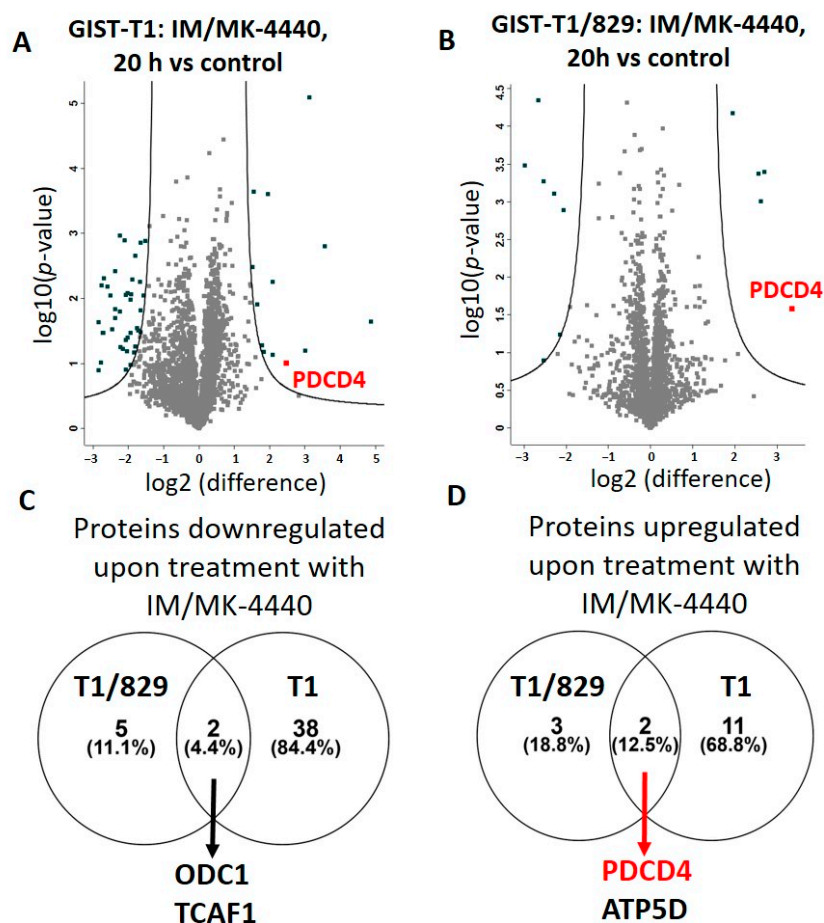 A
GIST-T1: IM/MK-4440,
20 h vs control
log10(p-value)
5
4
3
2
1
0
PDCD4
−3 −2 −1 0 1 2 3 4 5
log2 (difference)
B
GIST-T1/829: IM/MK-4440,
20h vs control
log10(p-value)
4.5
4
3.5
3
2.5
2
1.5
1
0.5
0
PDCD4
−3 −2 −1 0 1 2 3
log2 (difference)
C
Proteins downregulated
upon treatment with
IM/MK-4440
T1/829 T1
5 2 38
(11.1%) (4.4%) (84.4%)
ODC1
TCAF1
D
Proteins upregulated
upon treatment with
IM/MK-4440
T1/829 T1
3 2 11
(18.8%) (12.5%) (68.8%)
PDCD4
ATP5D